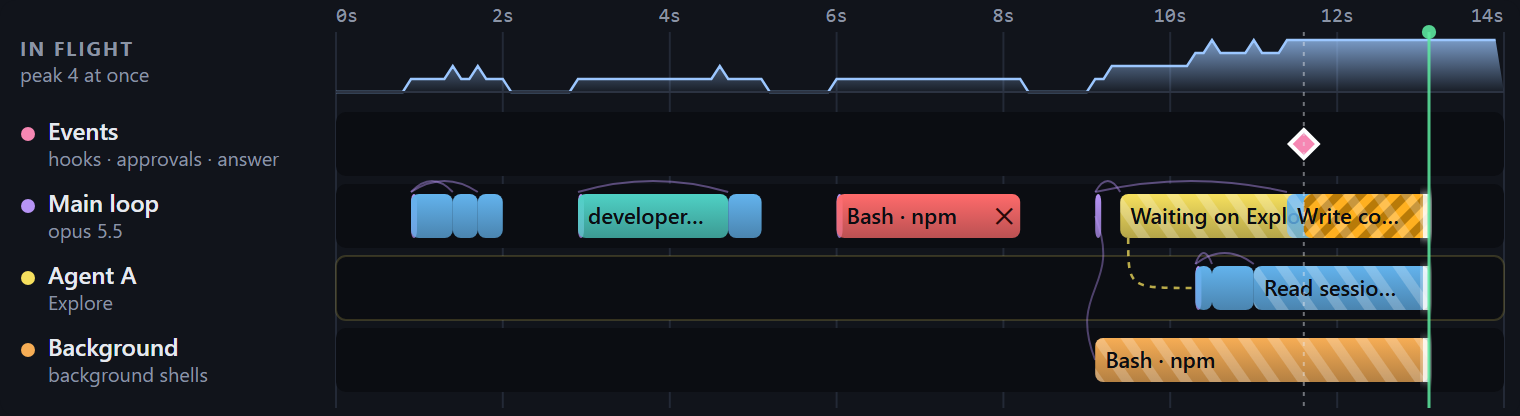 0s 2s 4s 6s 8s 10s 12s 14s
IN FLIGHT
peak 4 at once
Events
hooks · approvals · answer
Main loop
opus 5.5
developer...
Bash · npm
Waiting on Explo
Write co...
Agent A
Explore
Read sessio...
Background
background shells
Bash · npm